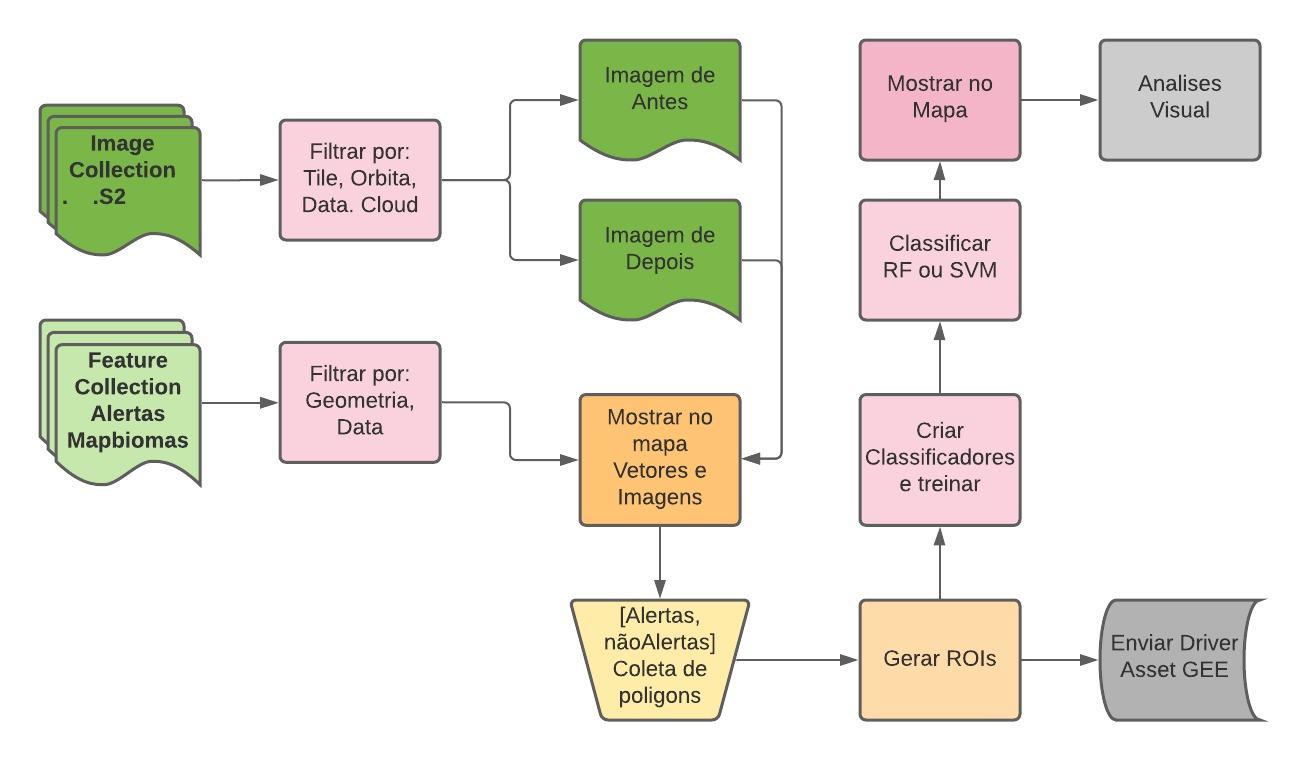 Image
Collection
. .S2
Filtrar por:
Tile, Orbita,
Data. Cloud
Imagem de
Antes
Imagem de
Depois
Feature
Collection
Alertas
Mapbiomas
Filtrar por:
Geometria,
Data
Mostrar no
mapa
Vetores e
Imagens
[Alertas,
nãoAlertas]
Coleta de
poligons
Gerar ROIs
Enviar Driver
Asset GEE
Criar
Classificadores
e treinar
Classificar
RF ou SVM
Mostrar no
Mapa
Analises
Visual